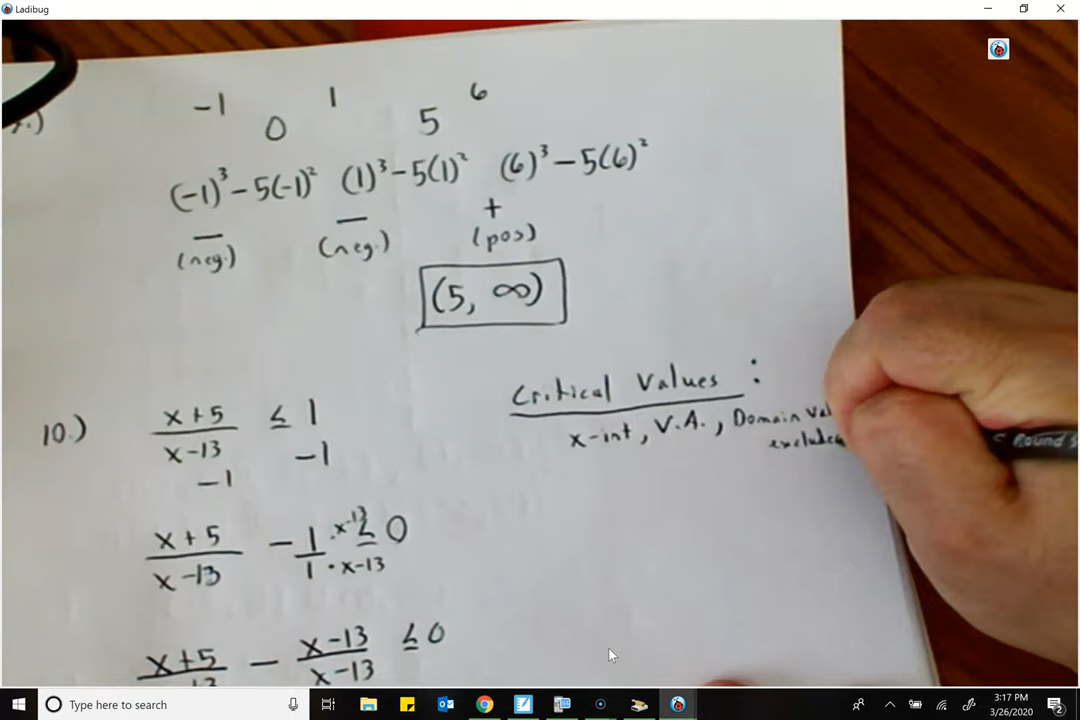 Ladibug
.)
-1 0 1 5 6
(-1)³ - 5(-1)² (1)³ - 5(1)² (6)³ - 5(6)²
- - +
(neg.) (neg.) (pos)
(5, ∞)
10.) x+5 / x-13 ≤ 1
-1 -1
Critical Values :
x-int, V.A., Domain
x+5 / x-13 - 1/1 · x-13 / · x-13 ≤ 0
x+5 - x-13 / x-13 ≤ 0
Round
Type here to search
3:17 PM
3/26/2020
2